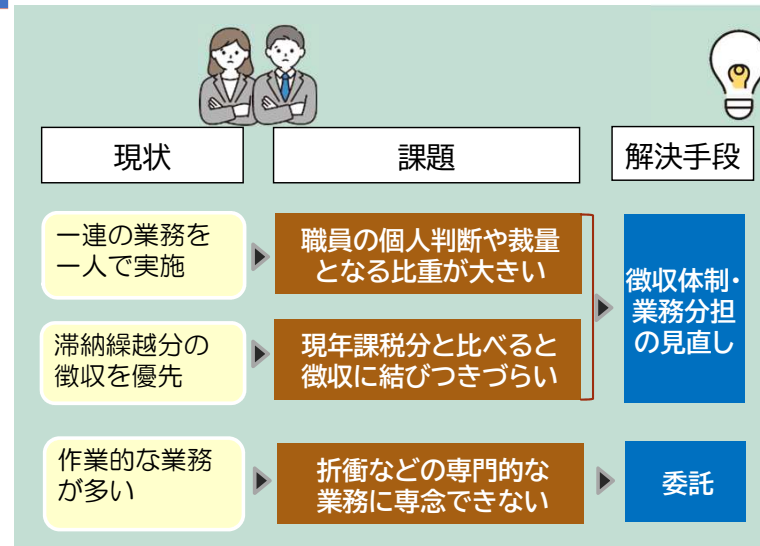 現状
課題
解決手段
一連の業務を
一人で実施
職員の個人判断や裁量
となる比重が大きい
滞納繰越分の
徴収を優先
現年課税分と比べると
徴収に結びつきづらい
徴収体制・
業務分担
の見直し
作業的な業務
が多い
折衝などの専門的な
業務に専念できない
委託